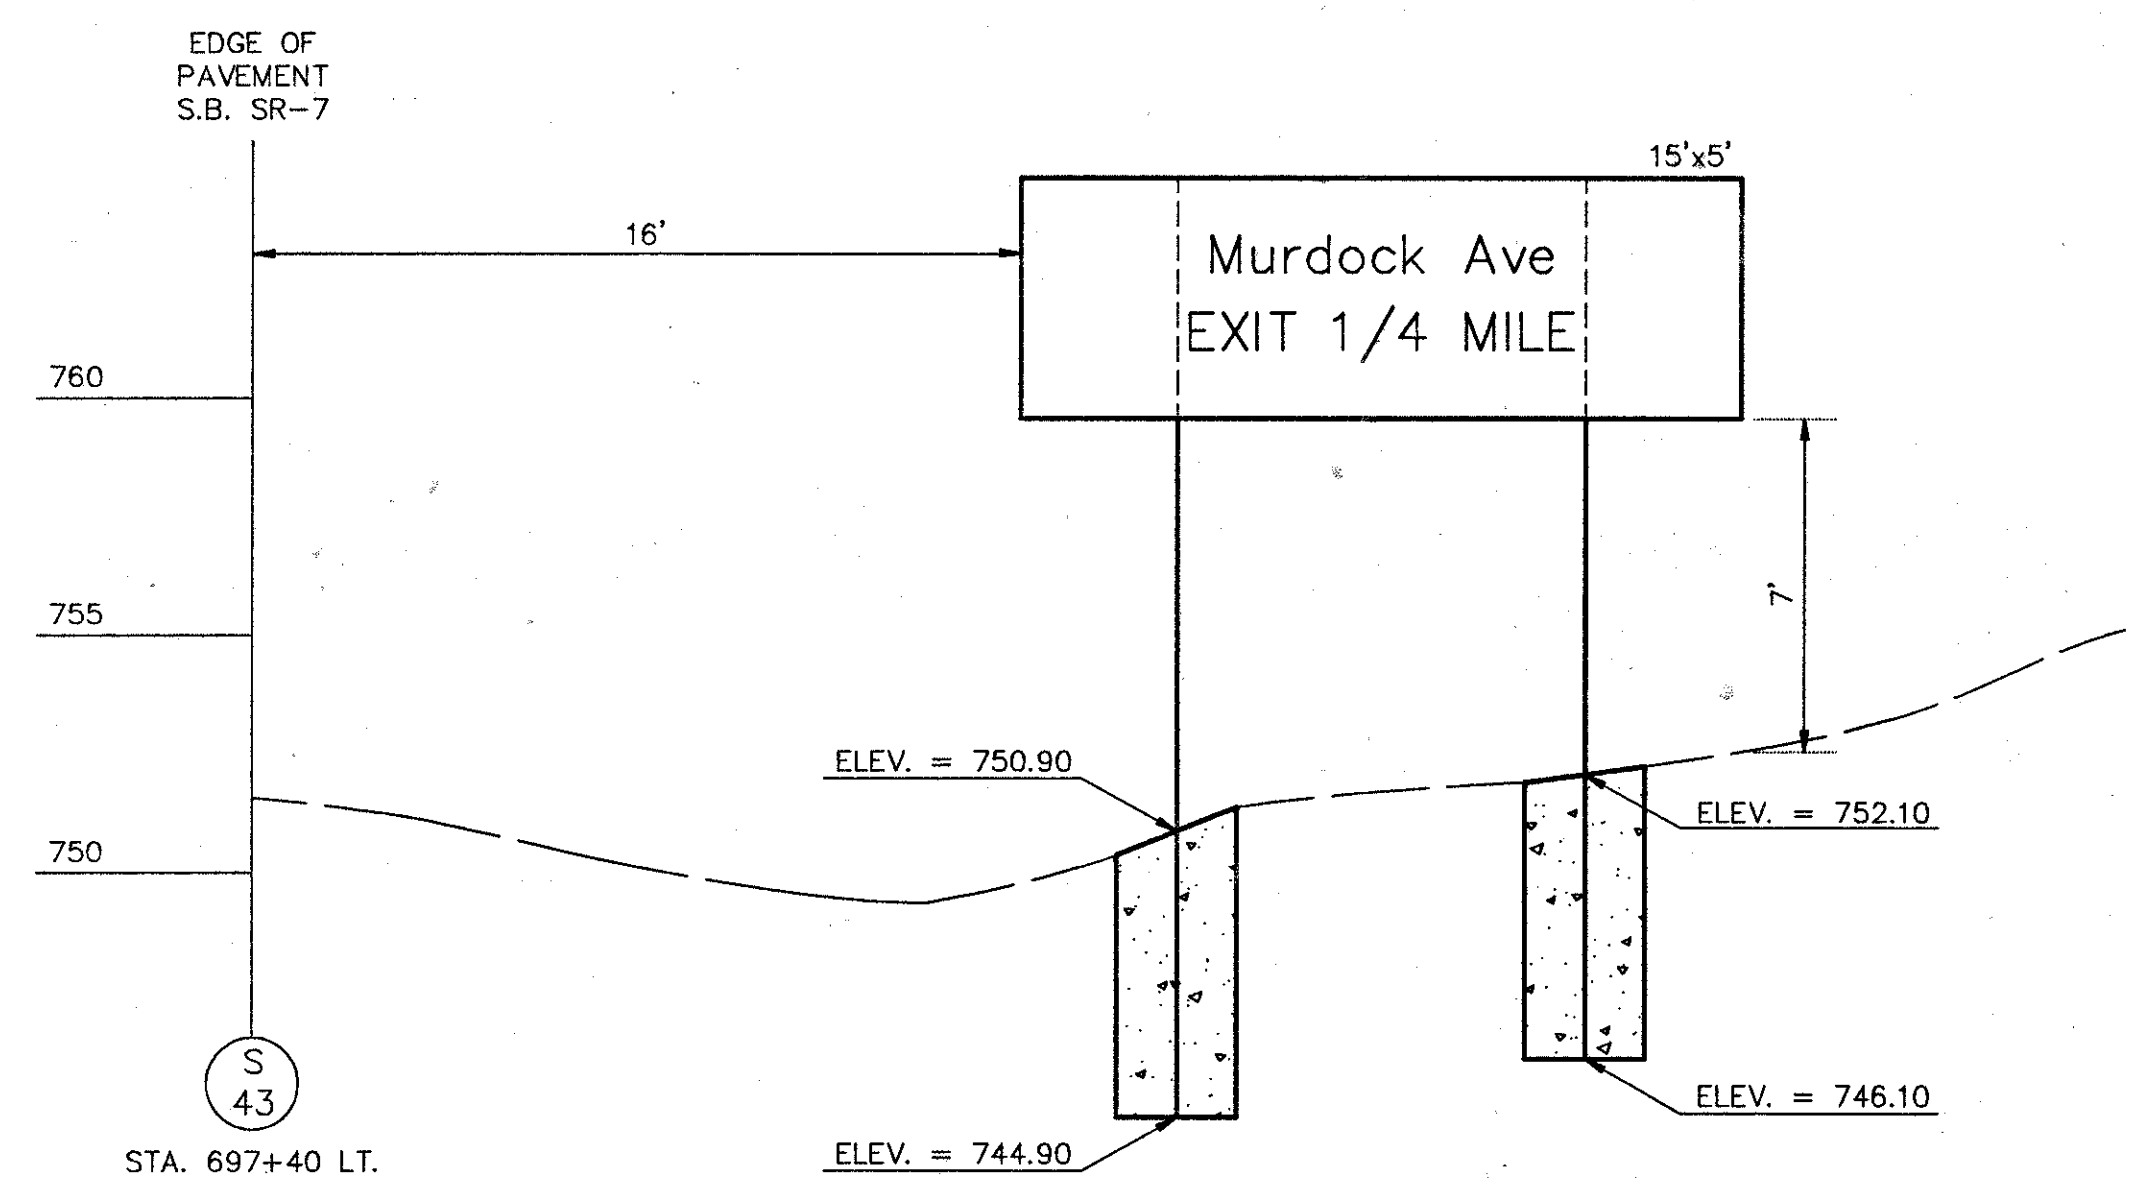 EDGE OF
PAVEMENT
S.B. SR-7
15'x5'
16'
Murdock Ave
EXIT 1/4 MILE
760
7'
755
ELEV. = 750.90
ELEV. = 752.10
750
S
43
ELEV. = 746.10
ELEV. = 744.90
STA. 697+40 LT.